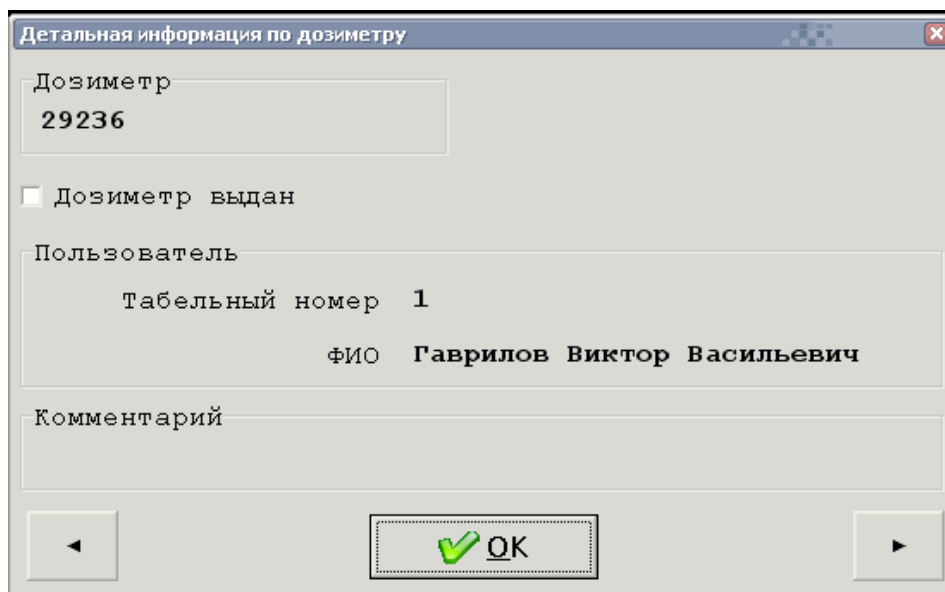 Детальная информация по дозиметру
Дозиметр
29236
Дозиметр выдан
Пользователь
Табельный номер 1
ФИО Гаврилов Виктор Васильевич
Комментарий
OK